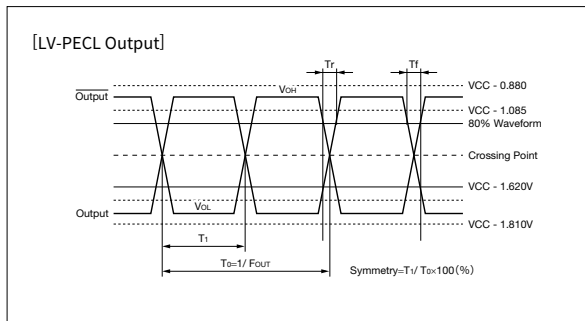 [LV-PECL Output]
Tr
Tf
VCC - 0.880
Output
VOH
VCC - 1.085
80% Waveform
Crossing Point
VCC - 1.620V
VOL
Output
VCC - 1.810V
T1
T0=1/ FOUT
Symmetry=T1/ T0×100(%)